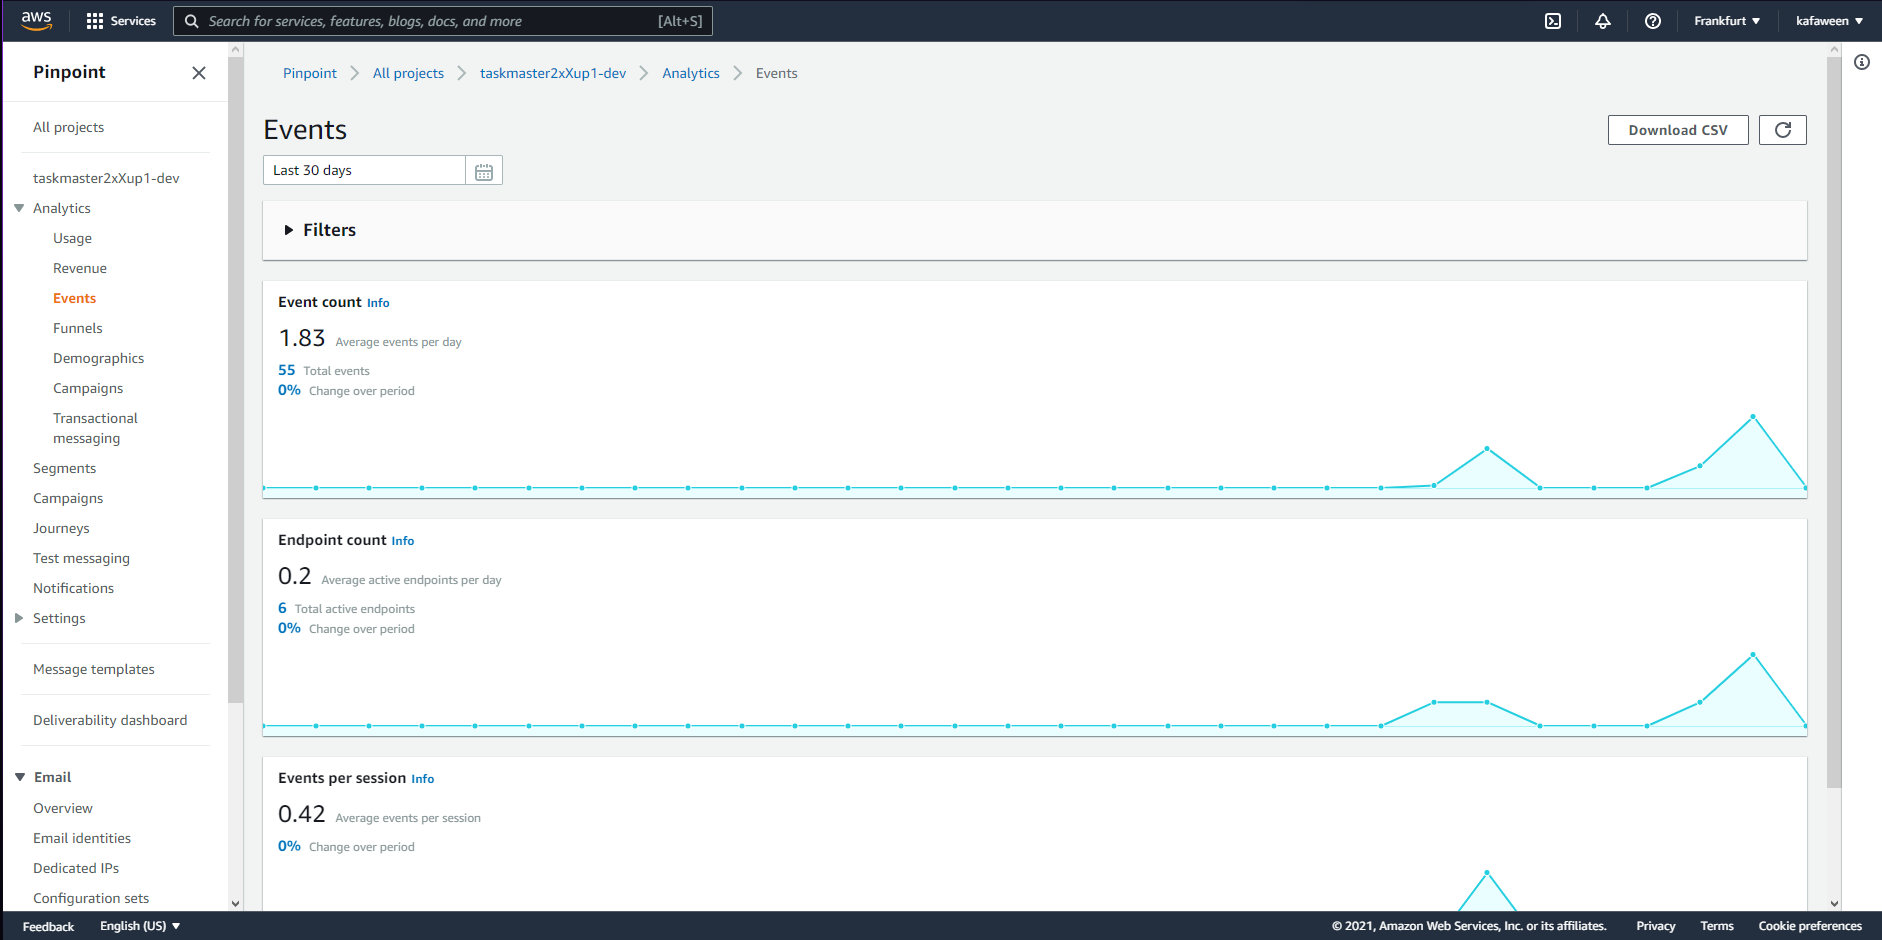 aws
Services
Search for services, features, blogs, docs, and more
[Alt+S]
Frankfurt
kafaween
Pinpoint
All projects
taskmaster2xXup1-dev
Analytics
Usage
Revenue
Events
Funnels
Demographics
Campaigns
Transactional
messaging
Segments
Campaigns
Journeys
Test messaging
Notifications
Settings
Message templates
Deliverability dashboard
Email
Overview
Email identities
Dedicated IPs
Configuration sets
Pinpoint
All projects
taskmaster2xXup1-dev
Analytics
Events
Events
Download CSV
Last 30 days
Filters
Event count Info
1.83 Average events per day
55 Total events
0% Change over period
Endpoint count Info
0.2 Average active endpoints per day
6 Total active endpoints
0% Change over period
Events per session Info
0.42 Average events per session
0% Change over period
Feedback
English (US)
© 2021, Amazon Web Services, Inc. or its affiliates.
Privacy
Terms
Cookie preferences